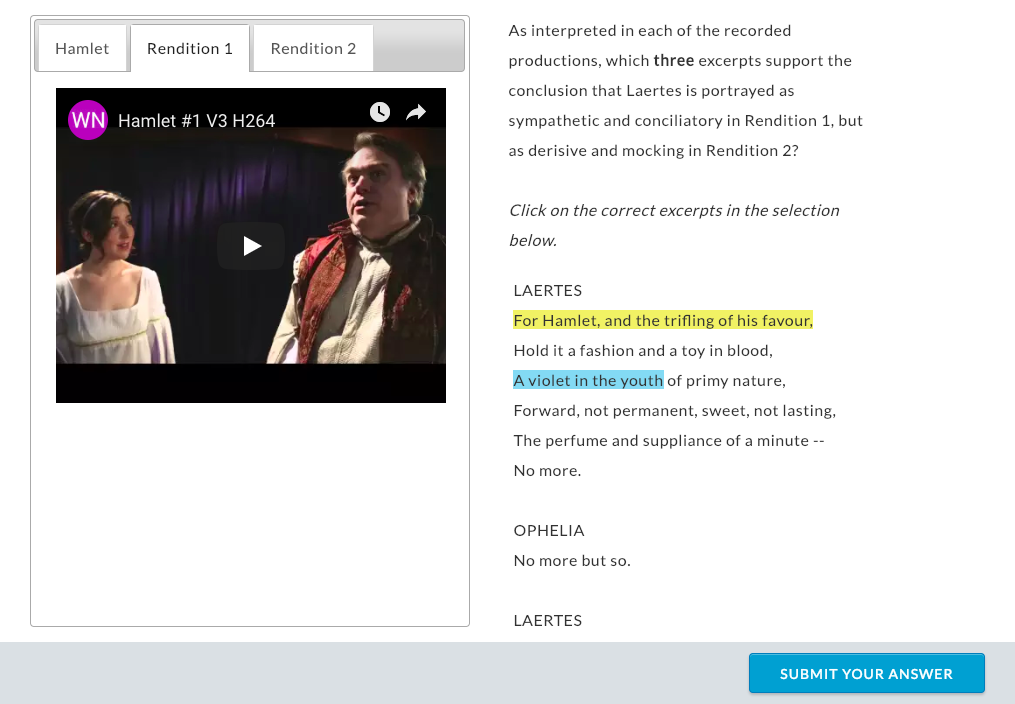 Hamlet
Rendition 1
Rendition 2
WN
Hamlet #1 V3 H264
As interpreted in each of the recorded
productions, which three excerpts support the
conclusion that Laertes is portrayed as
sympathetic and conciliatory in Rendition 1, but
as derisive and mocking in Rendition 2?
Click on the correct excerpts in the selection
below.
LAERTES
For Hamlet, and the trifling of his favour,
Hold it a fashion and a toy in blood,
A violet in the youth of primy nature,
Forward, not permanent, sweet, not lasting,
The perfume and suppliance of a minute --
No more.
OPHELIA
No more but so.
LAERTES
SUBMIT YOUR ANSWER